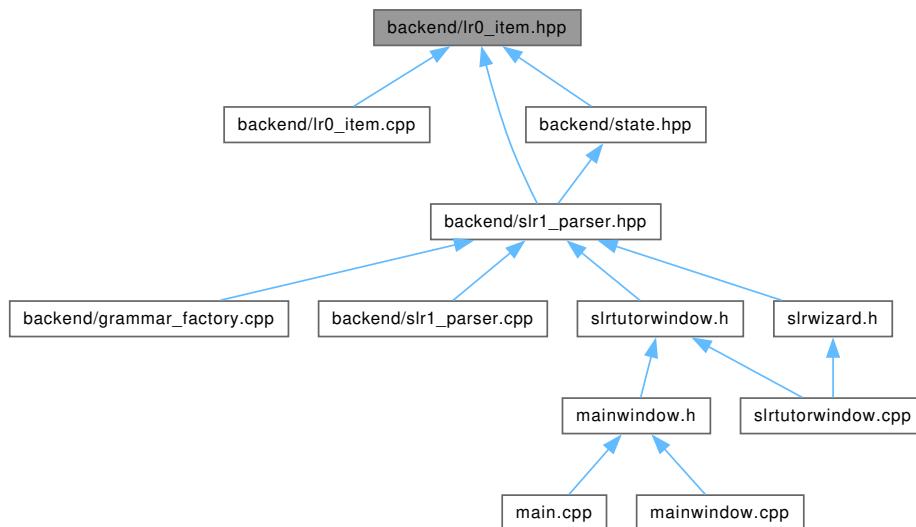 backend/lr0_item.hpp
backend/lr0_item.cpp
backend/state.hpp
backend/slr1_parser.hpp
backend/grammar_factory.cpp
backend/slr1_parser.cpp
slrtutorwindow.h
slrwizard.h
mainwindow.h
slrtutorwindow.cpp
main.cpp
mainwindow.cpp